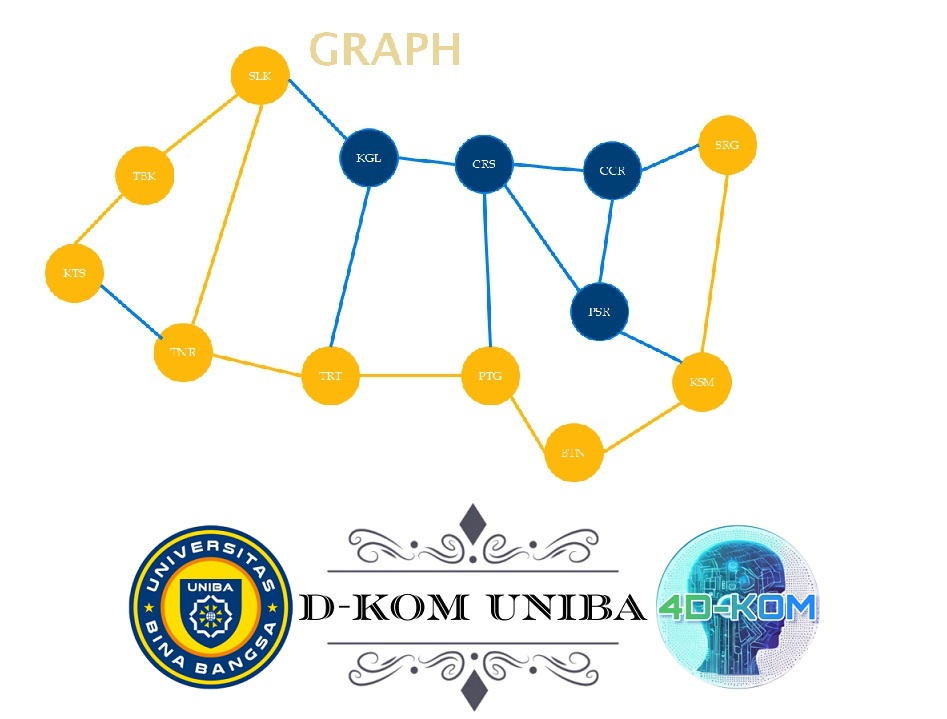 GRAPH
SLK
KGL
CRS
CCR
SRG
TBK
KTS
PSR
TNR
TRT
PTG
KSM
BTN
UNIVERSITAS
UNIBA
BINA BANGSA
D-KOM UNIBA
4D-KOM